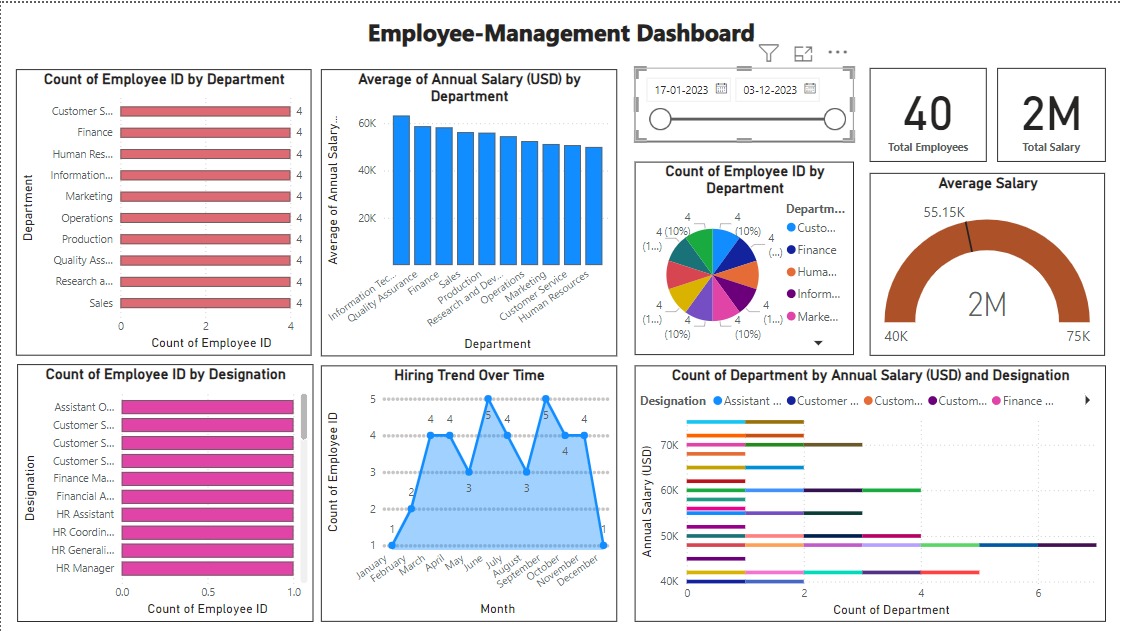 Employee-Management Dashboard
Count of Employee ID by Department
Department
Customer S... 4
Finance 4
Human Res... 4
Information... 4
Marketing 4
Operations 4
Production 4
Quality Ass... 4
Research a... 4
Sales 4
0 2 4
Count of Employee ID
Average of Annual Salary (USD) by
Department
Average of Annual Salary...
60K
40K
20K
Information Tec...
Quality Assurance
Finance
Sales
Production
Research and Dev...
Operations
Marketing
Customer Service
Human Resources
Department
17-01-2023 03-12-2023
40
Total Employees
2M
Total Salary
Count of Employee ID by
Department
4
4 (10%)
(1...)
4
(10%)
4
(...)
4
(1...)
4
(10%)
4
(10%)
4
(1...)
Departm...
Custo...
Finance
Huma...
Inform...
Marke...
Average Salary
55.15K
2M
40K 75K
Count of Employee ID by Designation
Designation
Assistant O...
Customer S...
Customer S...
Customer S...
Finance Ma...
Financial A...
HR Assistant
HR Coordin...
HR Generali...
HR Manager
0.0 0.5 1.0
Count of Employee ID
Hiring Trend Over Time
Count of Employee ID
5
4
3
2
1
1 2 4 4 3 5 4 3 5 4 4 1
January
February
March
April
May
June
July
August
September
October
November
December
Month
Count of Department by Annual Salary (USD) and Designation
Designation Assistant ... Customer ... Custom... Custom... Finance ...
Annual Salary (USD)
70K
60K
50K
40K
0 2 4 6
Count of Department